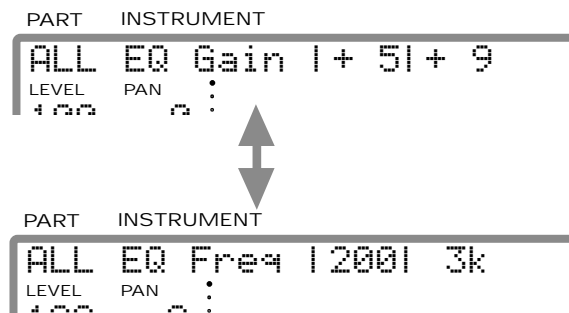 PART INSTRUMENT
ALL EQ Gain |+ 5|+ 9
LEVEL PAN
PART INSTRUMENT
ALL EQ Freq |200| 3k
LEVEL PAN